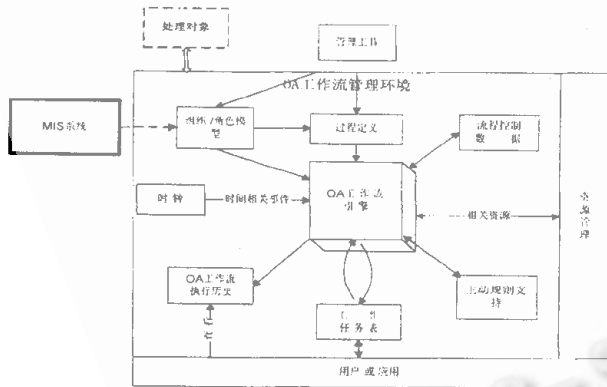 处理对象
管理工具
OA工作流管理环境
MIS系统
组织/角色模
型
过程定义
流程控制
数据
时钟
时间相关事件
OA工作流
引擎
相关资源
资源管理
OA工作流
执行历史
主动规则支
持
任务表
用户或应用